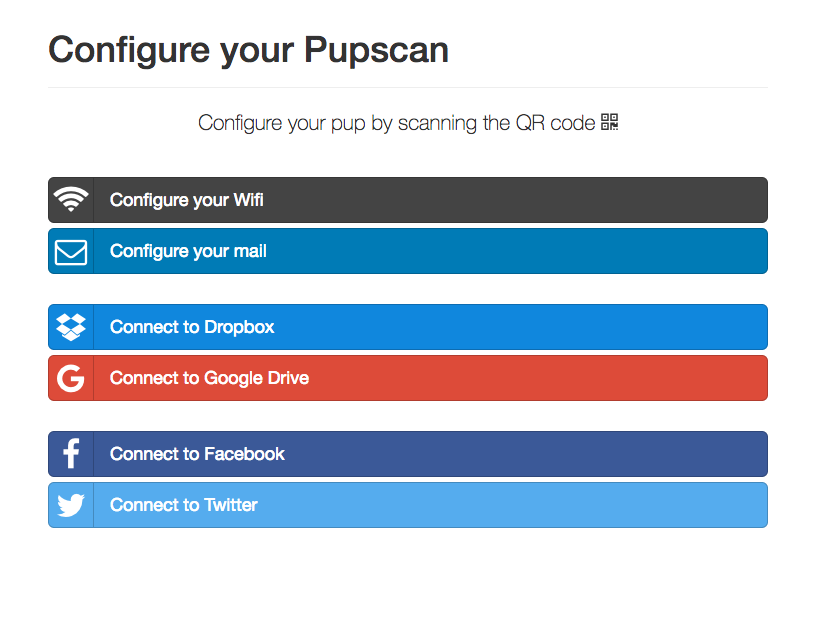 Configure your Pupscan
Configure your pup by scanning the QR code
Configure your Wifi
Configure your mail
Connect to Dropbox
Connect to Google Drive
Connect to Facebook
Connect to Twitter